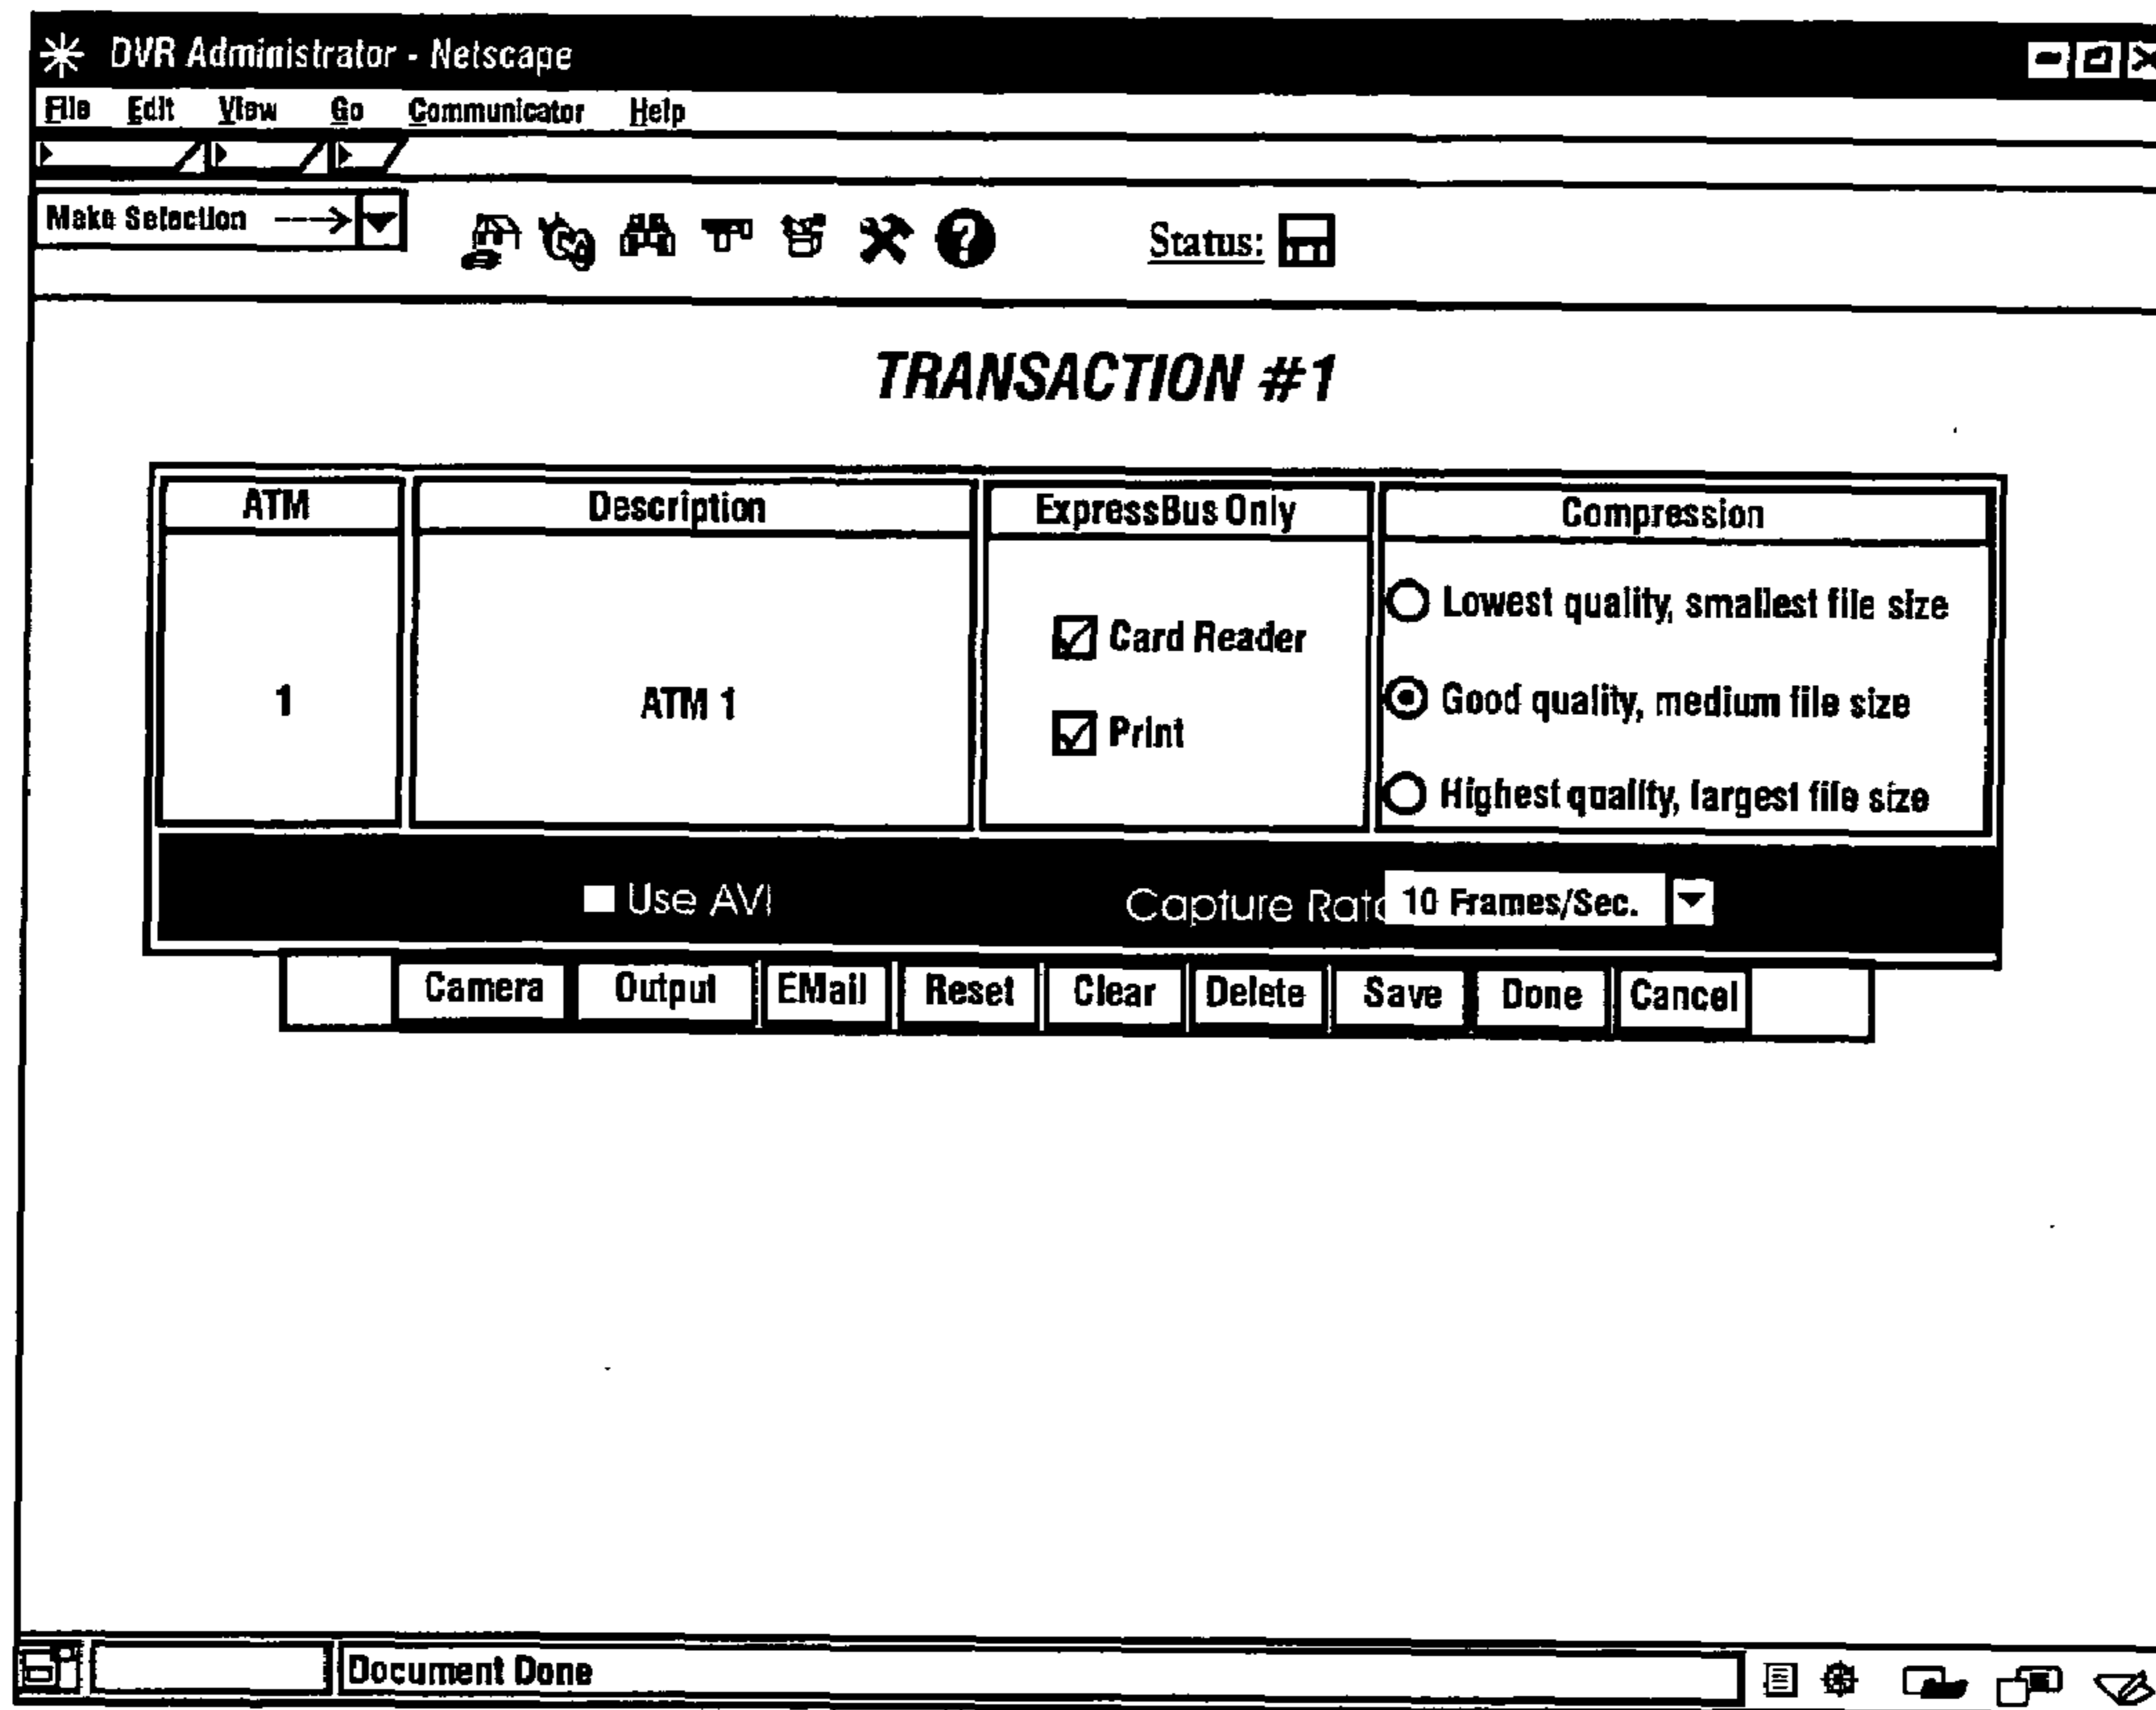 DVR Administrator - Netscape
File Edit View Go Communicator Help
Make Selection --->
Status:
TRANSACTION #1
ATM Description ExpressBus Only Compression
Lowest quality, smallest file size
Card Reader
1 ATM 1 Good quality, medium file size
Print
Highest quality, largest file size
Use AVI Capture Rate 10 Frames/Sec.
Camera Output EMail Reset Clear Delete Save Done Cancel
Document Done